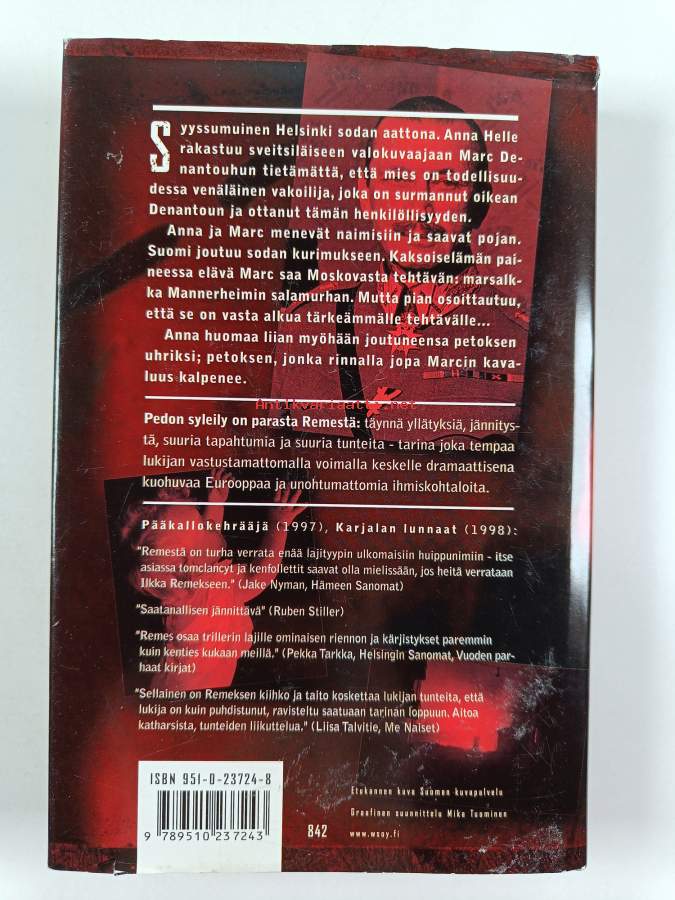 Syyssumuinen Helsinki sodan aattona. Anna Helle
rakastuu sveitsiläiseen valokuvaajaan Marc De-
nantouhun tietämättä, että mies on todellisuu-
dessa venäläinen vakoilija, joka on surmannut oikean
Denantoun ja ottanut tämän henkilöllisyyden.
Anna ja Marc menevät naimisiin ja saavat pojan.
Suomi joutuu sodan kurimukseen. Kaksoiselämän pai-
neessa elävä Marc saa Moskovasta tehtävän: marsalk-
ka Mannerheimin salamurhan. Mutta pian osoittautuu,
että se on vasta alkua tärkeämmälle tehtävälle...
Anna huomaa liian myöhään joutuneensa petoksen
uhriksi; petoksen, jonka rinnalla jopa Marcin kava-
luus kalpenee.
Antikvariaatti.net
Pedon syleily on parasta Remestä: täynnä yllätyksiä, jännitys-
tä, suuria tapahtumia ja suuria tunteita - tarina joka tempaa
lukijan vastustamattomalla voimalla keskelle dramaattisena
kuohuvaa Eurooppaa ja unohtumattomia ihmiskohtaloita.
Pääkallokehrääjä (1997), Karjalan lunnaat (1998):
"Remestä on turha verrata enää lajityypin ulkomaisiin huippunimiin - itse
asiassa tomclancyt ja kenfollettit saavat olla mielissään, jos heitä verrataan
Ilkka Remekseen." (Jake Nyman, Hämeen Sanomat)
"Saatanallisen jännittävä" (Ruben Stiller)
"Remes osaa trillerin lajille ominaisen riennon ja kärjistykset paremmin
kuin kenties kukaan meillä." (Pekka Tarkka, Helsingin Sanomat, Vuoden par-
haat kirjat)
"Sellainen on Remeksen kiihko ja taito koskettaa lukijan tunteita, että
lukija on kuin puhdistunut, ravisteltu saatuaan tarinan loppuun. Aitoa
katharsista, tunteiden liikuttelua." (Liisa Talvitie, Me Naiset)
ISBN 951-0-23724-8
9 789510 237243
842
Etukannen kuva Suomen kuvapalvelu
Graafinen suunnittelu Mika Tuominen
www.wsoy.fi